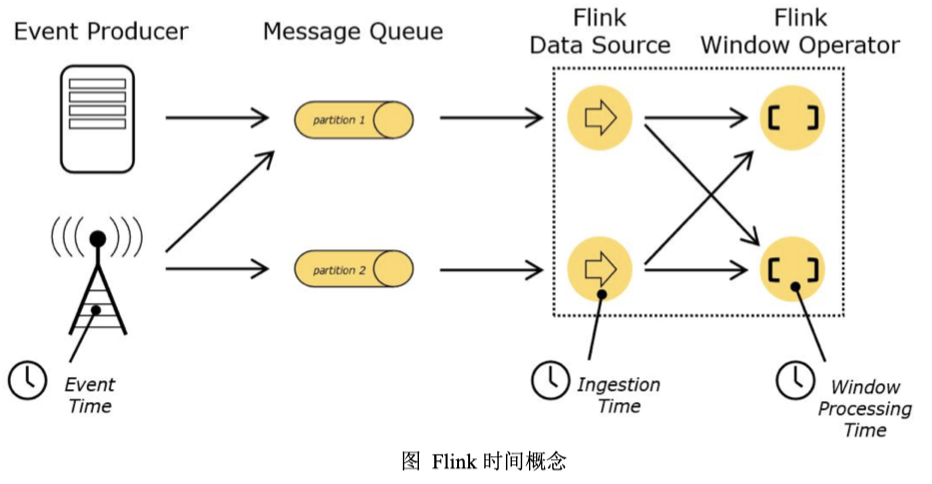 Event Producer
Message Queue
Flink
Data Source
Flink
Window Operator
partition 1
partition 2
Event
Time
Ingestion
Time
Window
Processing
Time
图 Flink 时间概念